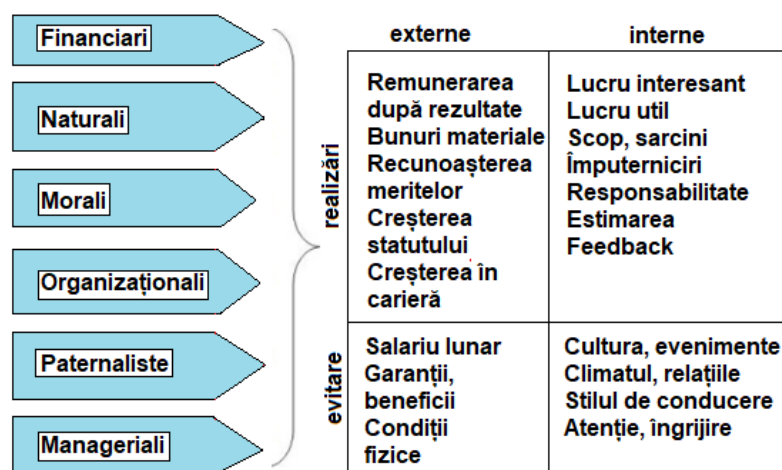 Financiari
Naturali
Morali
Organizaționali
Paternaliste
Manageriali
externe
interne
realizări
Remunerarea
după rezultate
Bunuri materiale
Recunoașterea
meritelor
Creșterea
statutului
Creșterea în
carieră
Lucru interesant
Lucru util
Scop, sarcini
Împuterniciri
Responsabilitate
Estimarea
Feedback
evitare
Salariu lunar
Garanții,
beneficii
Condiții
fizice
Cultura, evenimente
Climatul, relațiile
Stilul de conducere
Atenție, îngrijire